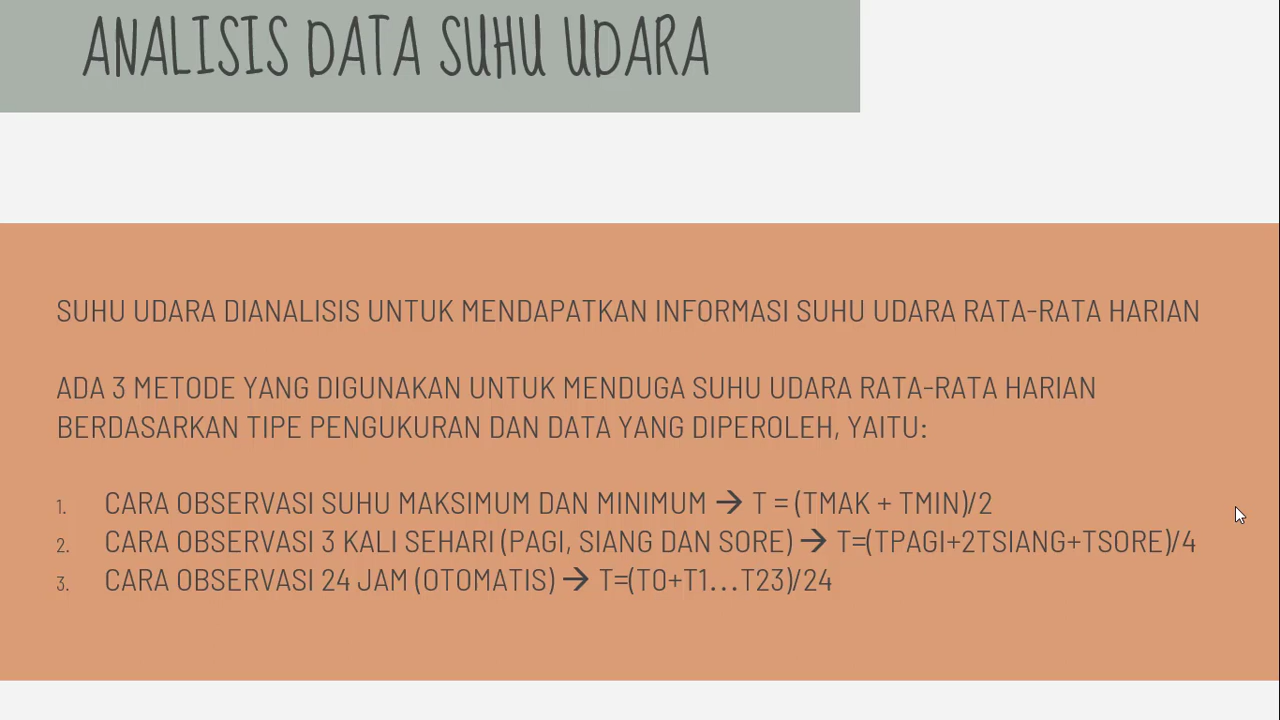 ANALISIS DATA SUHU UDARA
SUHU UDARA DIANALISIS UNTUK MENDAPATKAN INFORMASI SUHU UDARA RATA-RATA HARIAN
ADA 3 METODE YANG DIGUNAKAN UNTUK MENDUGA SUHU UDARA RATA-RATA HARIAN
BERDASARKAN TIPE PENGUKURAN DAN DATA YANG DIPEROLEH, YAITU:
1. CARA OBSERVASI SUHU MAKSIMUM DAN MINIMUM → T = (TMAK + TMIN)/2
2. CARA OBSERVASI 3 KALI SEHARI (PAGI, SIANG DAN SORE) → T=(TPAGI+2TSIANG+TSORE)/4
3. CARA OBSERVASI 24 JAM (OTOMATIS) → T=(T0+T1...T23)/24